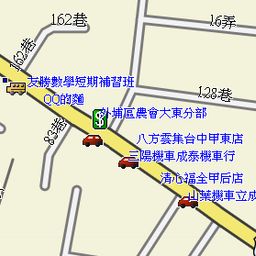 162巷
16弄
162巷
友勝數學短期補習班
QQ的麵
128巷
外埔區農會大東分部
83巷
八方雲集台中甲東店
三陽機車成泰機車行
清心福全甲后店
山葉機車立成